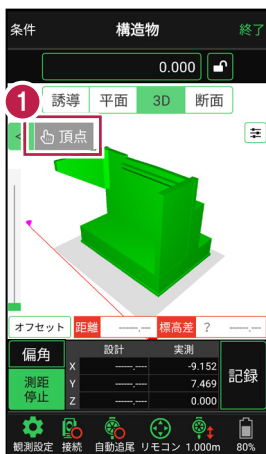 条件 構造物 終了
0.000
1
誘導 平面 3D 断面
< 頂点
オフセット 距離 -----.--- 標高差 ? -----.---
偏角 設計 実測
X -----.--- -9.152
測距停止 Y -----.--- 7.469 記録
Z -----.--- 0.000
観測設定 接続 自動追尾 リモコン 1.000m 80%